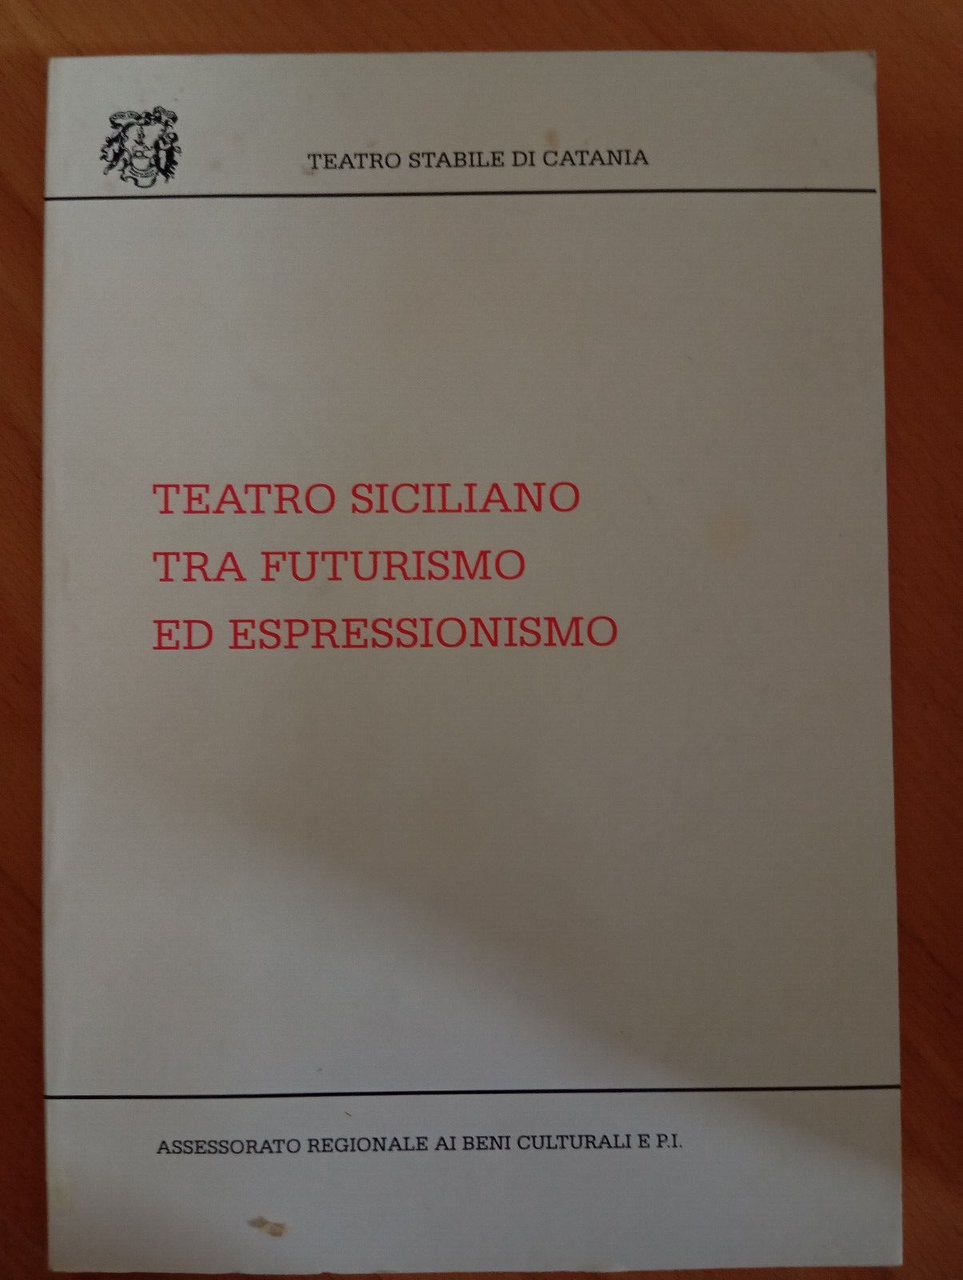 TEATRO STABILE DI CATANIA
TEATRO SICILIANO
TRA FUTURISMO
ED ESPRESSIONISMO
ASSESSORATO REGIONALE AI BENI CULTURALI E P.I.